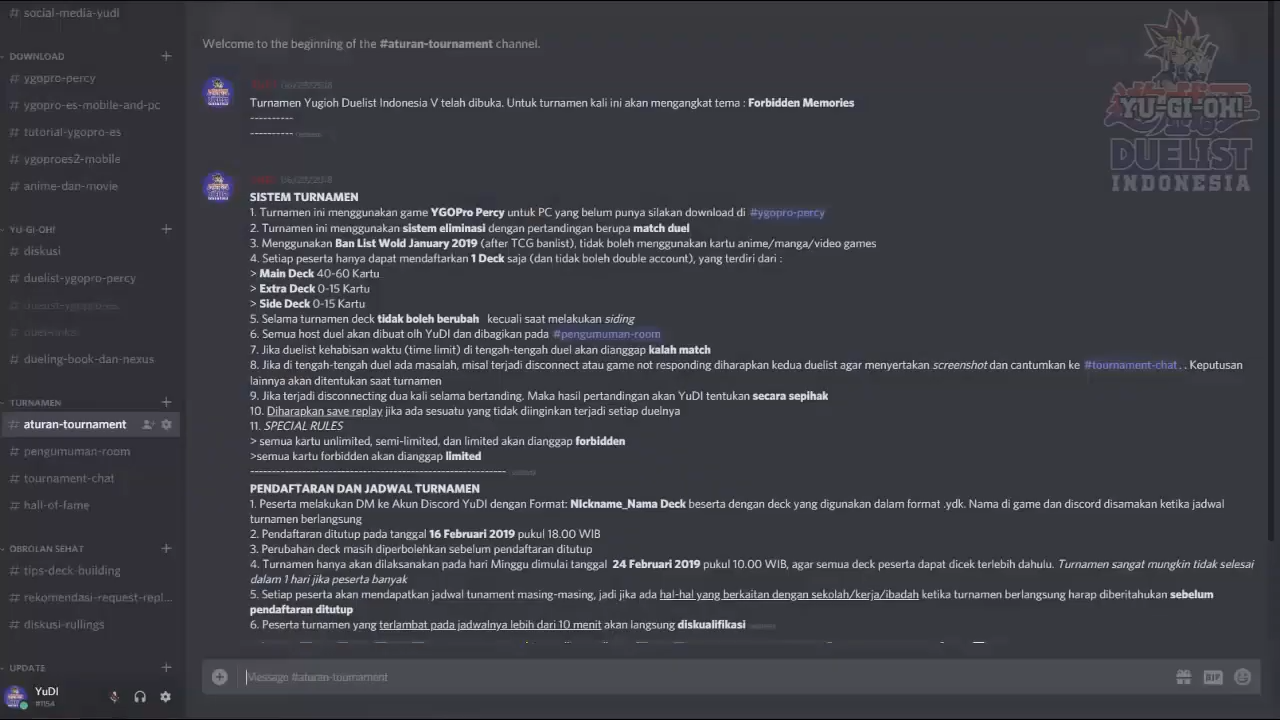 # social-media-yudi
DOWNLOAD
# ygopro-percy
# ygopro-es-mobile-and-pc
# tutorial-ygopro-es
# ygoproes2-mobile
# anime-dan-movie
YU-GI-OH!
# diskusi
# duelist-ygopro-percy
# duelist-ygopro-es
# duel-links
# dueling-book-dan-nexus
TURNAMEN
# aturan-tournament
# pengumuman-room
# tournament-chat
# hall-of-fame
OBROLAN SEHAT
# tips-deck-building
# rekomendasi-request-repl...
# diskusi-rullings
UPDATE
YuDI
Welcome to the beginning of the #aturan-tournament channel.
Turnamen Yugioh Duelist Indonesia V telah dibuka. Untuk turnamen kali ini akan mengangkat tema : Forbidden Memories
----------
----------
SISTEM TURNAMEN
1. Turnamen ini menggunakan game YGOPro Percy untuk PC yang belum punya silakan download di #ygopro-percy
2. Turnamen ini menggunakan sistem eliminasi dengan pertandingan berupa match duel
3. Menggunakan Ban List Wold January 2019 (after TCG banlist), tidak boleh menggunakan kartu anime/manga/video games
4. Setiap peserta hanya dapat mendaftarkan 1 Deck saja (dan tidak boleh double account), yang terdiri dari :
> Main Deck 40-60 Kartu
> Extra Deck 0-15 Kartu
> Side Deck 0-15 Kartu
5. Selama turnamen deck tidak boleh berubah kecuali saat melakukan siding
6. Semua host duel akan dibuat olh YuDI dan dibagikan pada #pengumuman-room
7. Jika duelist kehabisan waktu (time limit) di tengah-tengah duel akan dianggap kalah match
8. Jika di tengah-tengah duel ada masalah, misal terjadi disconnect atau game not responding diharapkan kedua duelist agar menyertakan screenshot dan cantumkan ke #tournament-chat . . Keputusan
lainnya akan ditentukan saat turnamen
9. Jika terjadi disconnecting dua kali selama bertanding. Maka hasil pertandingan akan YuDI tentukan secara sepihak
10. Diharapkan save replay jika ada sesuatu yang tidak diinginkan terjadi setiap duelnya
11. SPECIAL RULES
> semua kartu unlimited, semi-limited, dan limited akan dianggap forbidden
>semua kartu forbidden akan dianggap limited
------------------------------------------------------------
PENDAFTARAN DAN JADWAL TURNAMEN
1. Peserta melakukan DM ke Akun Discord YuDI dengan Format: Nickname_Nama Deck beserta dengan deck yang digunakan dalam format .ydk. Nama di game dan discord disamakan ketika jadwal
turnamen berlangsung
2. Pendaftaran ditutup pada tanggal 16 Februari 2019 pukul 18.00 WIB
3. Perubahan deck masih diperbolehkan sebelum pendaftaran ditutup
4. Turnamen hanya akan dilaksanakan pada hari Minggu dimulai tanggal 24 Februari 2019 pukul 10.00 WIB, agar semua deck peserta dapat dicek terlebih dahulu. Turnamen sangat mungkin tidak selesai
dalam 1 hari jika peserta banyak
5. Setiap peserta akan mendapatkan jadwal tunament masing-masing, jadi jika ada hal-hal yang berkaitan dengan sekolah/kerja/ibadah ketika turnamen berlangsung harap diberitahukan sebelum
pendaftaran ditutup
6. Peserta turnamen yang terlambat pada jadwalnya lebih dari 10 menit akan langsung diskualifikasi
Message #aturan-tournament
GIF
YU-GI-OH!
DUELIST
INDONESIA